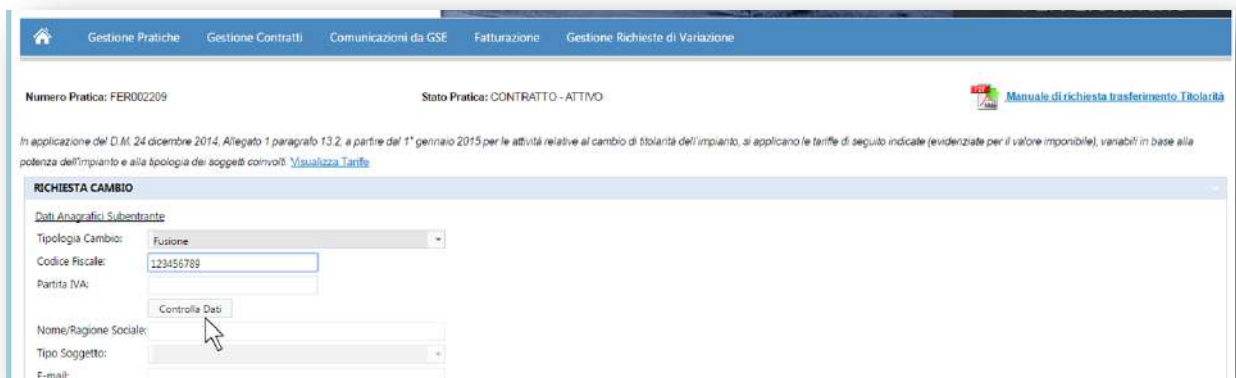 Gestione Pratiche Gestione Contratti Comunicazioni da GSE Fatturazione Gestione Richieste di Variazione
Numero Pratica: FER002209 Stato Pratica: CONTRATTO - ATTIVO Manuale di richiesta trasferimento Titolarità
In applicazione del D.M. 24 dicembre 2014, Allegato 1 paragrafo 13.2, a partire dal 1° gennaio 2015 per le attività relative al cambio di titolarità dell'impianto, si applicano le tariffe di seguito indicate (evidenziate per il valore imponibile), variabili in base alla
potenza dell'impianto e alla tipologia dei soggetti coinvolti. Visualizza Tariffe
RICHIESTA CAMBIO
Dati Anagrafici Subentrante
Tipologia Cambio: Fusione
Codice Fiscale: 123456789
Partita IVA:
Controlla Dati
Nome/Ragione Sociale:
Tipo Soggetto:
E-mail: